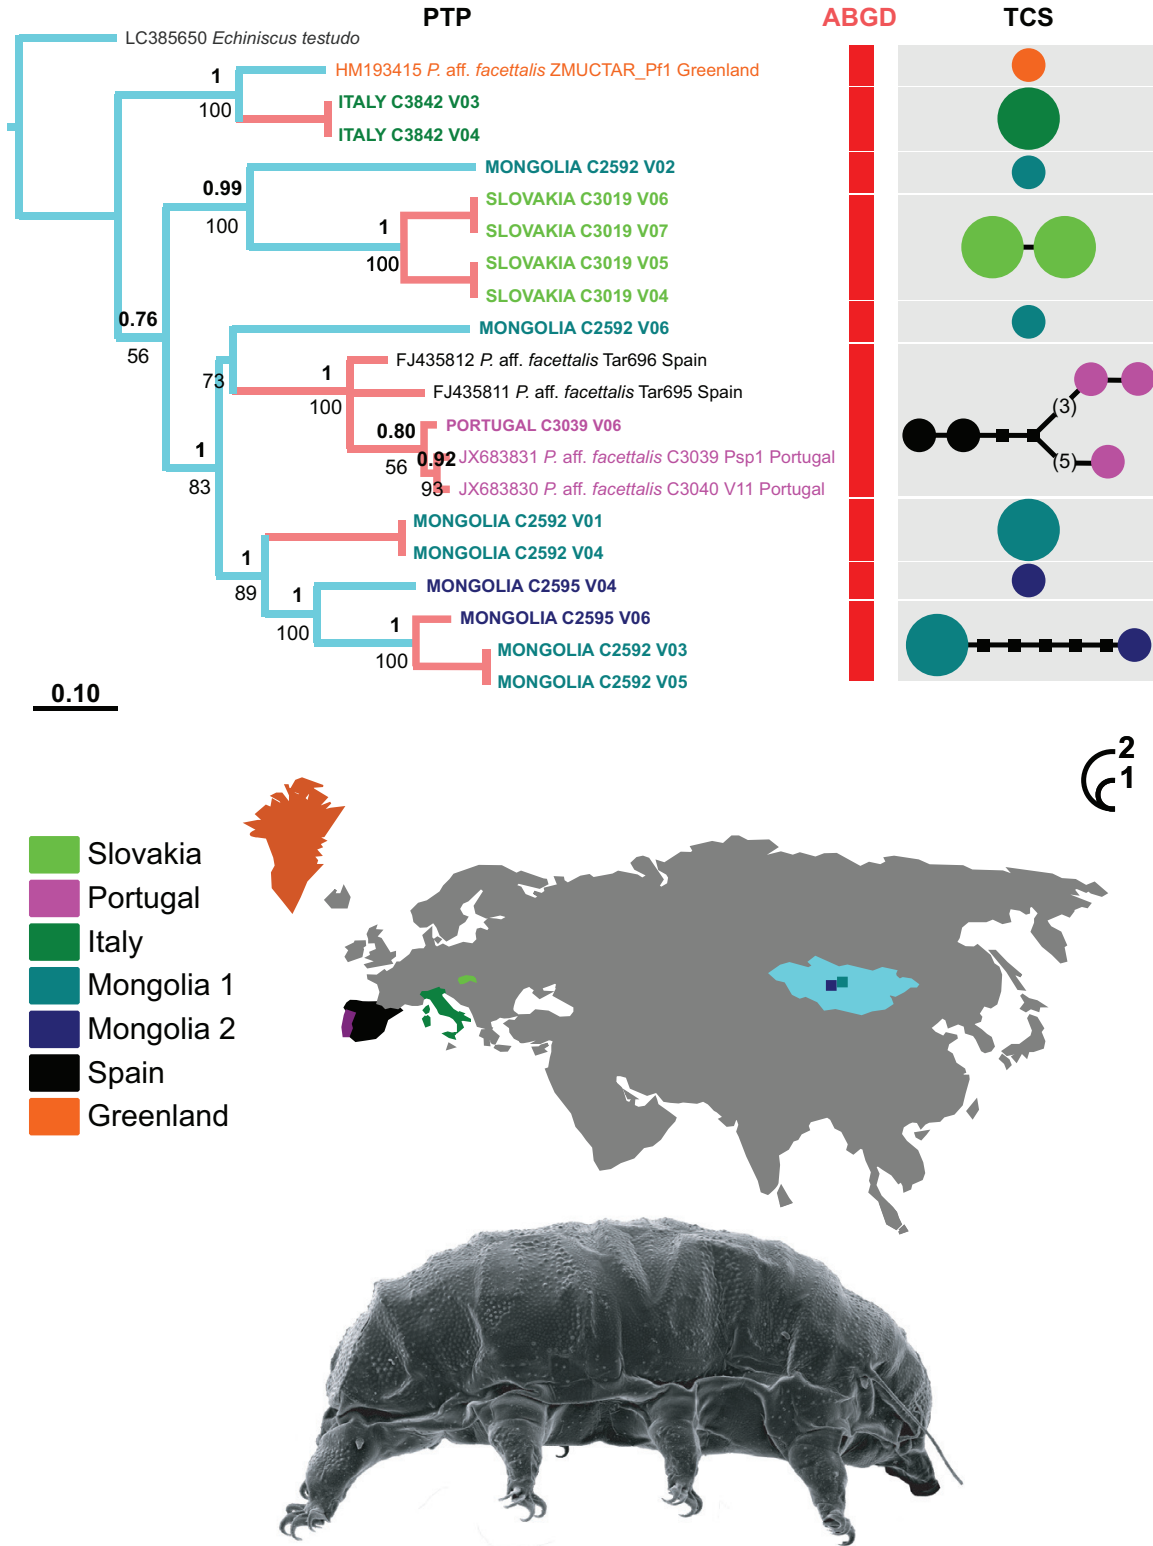 PTP ABGD TCS
LC385650 Echiniscus testudo
1
HM193415 P. aff. facettalis ZMUCTAR_Pf1 Greenland
100
ITALY C3842 V03
ITALY C3842 V04
MONGOLIA C2592 V02
0.99
100
SLOVAKIA C3019 V06
1
SLOVAKIA C3019 V07
100
SLOVAKIA C3019 V05
SLOVAKIA C3019 V04
0.76
56
MONGOLIA C2592 V06
FJ435812 P. aff. facettalis Tar696 Spain
1
73
FJ435811 P. aff. facettalis Tar695 Spain
100
(3)
PORTUGAL C3039 V06
0.80
JX683831 P. aff. facettalis C3039 Psp1 Portugal
0.92
56
(5)
1
83
JX683830 P. aff. facettalis C3040 V11 Portugal
93
MONGOLIA C2592 V01
MONGOLIA C2592 V04
1
89
MONGOLIA C2595 V04
1
100
MONGOLIA C2595 V06
1
100
MONGOLIA C2592 V03
MONGOLIA C2592 V05
0.10
2
1
Slovakia
Portugal
Italy
Mongolia 1
Mongolia 2
Spain
Greenland